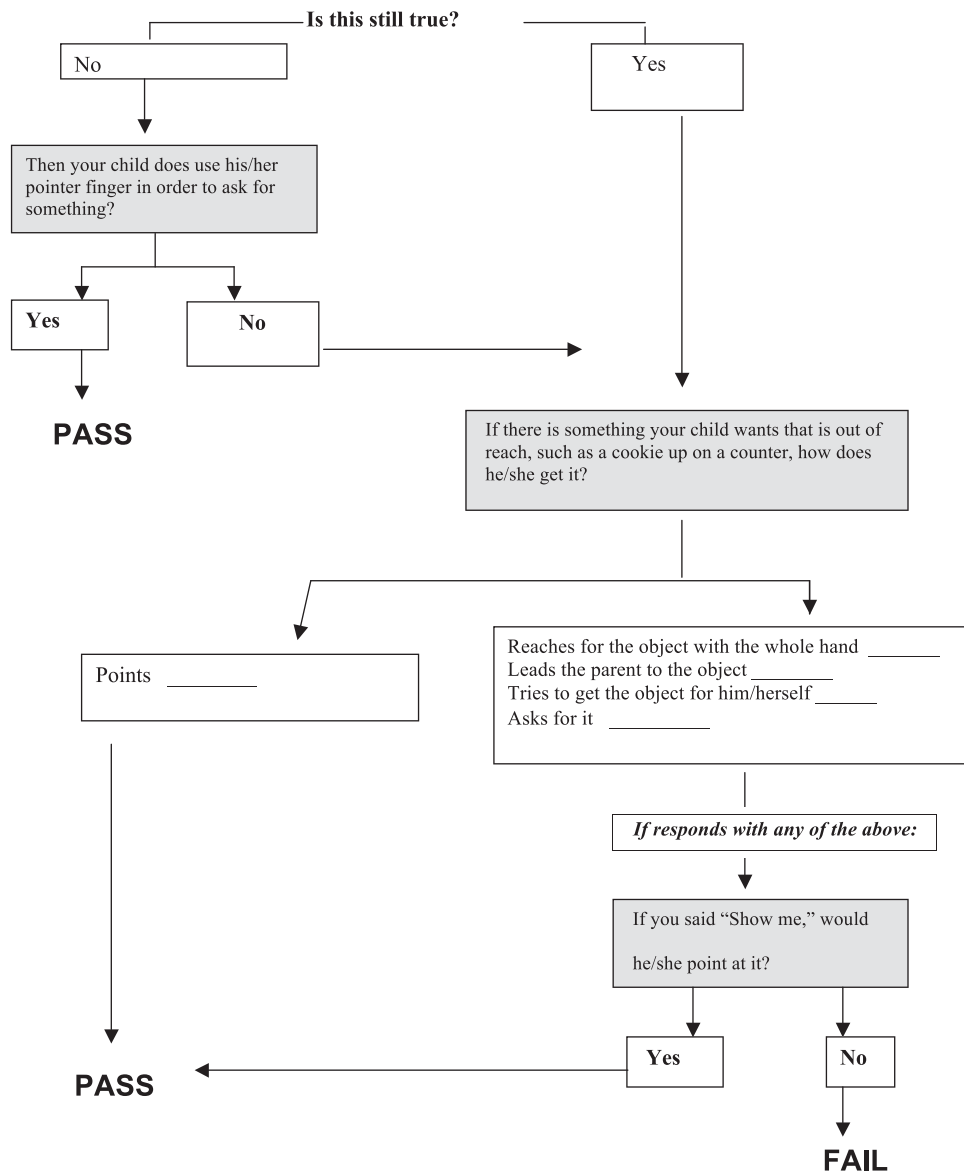 Is this still true?
No
Yes
Then your child does use his/her
pointer finger in order to ask for
something?
Yes
No
PASS
If there is something your child wants that is out of
reach, such as a cookie up on a counter, how does
he/she get it?
Points ________
Reaches for the object with the whole hand _______
Leads the parent to the object ________
Tries to get the object for him/herself ______
Asks for it _________
If responds with any of the above:
If you said “Show me,” would
he/she point at it?
Yes
No
PASS
FAIL